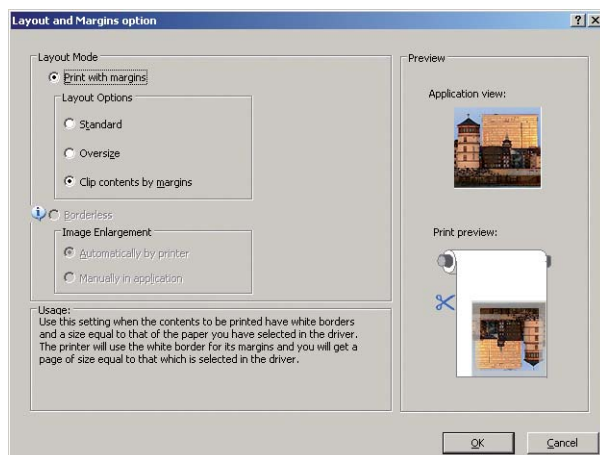 Layout and Margins option
Layout Mode
Print with margins
Layout Options
Standard
Oversize
Clip contents by margins
Borderless
Image Enlargement
Automatically by printer
Manually in application
Usage:
Use this setting when the contents to be printed have white borders
and a size equal to that of the paper you have selected in the driver.
The printer will use the white border for its margins and you will get a
page of size equal to that which is selected in the driver.
Preview
Application view:
Print preview:
OK
Cancel